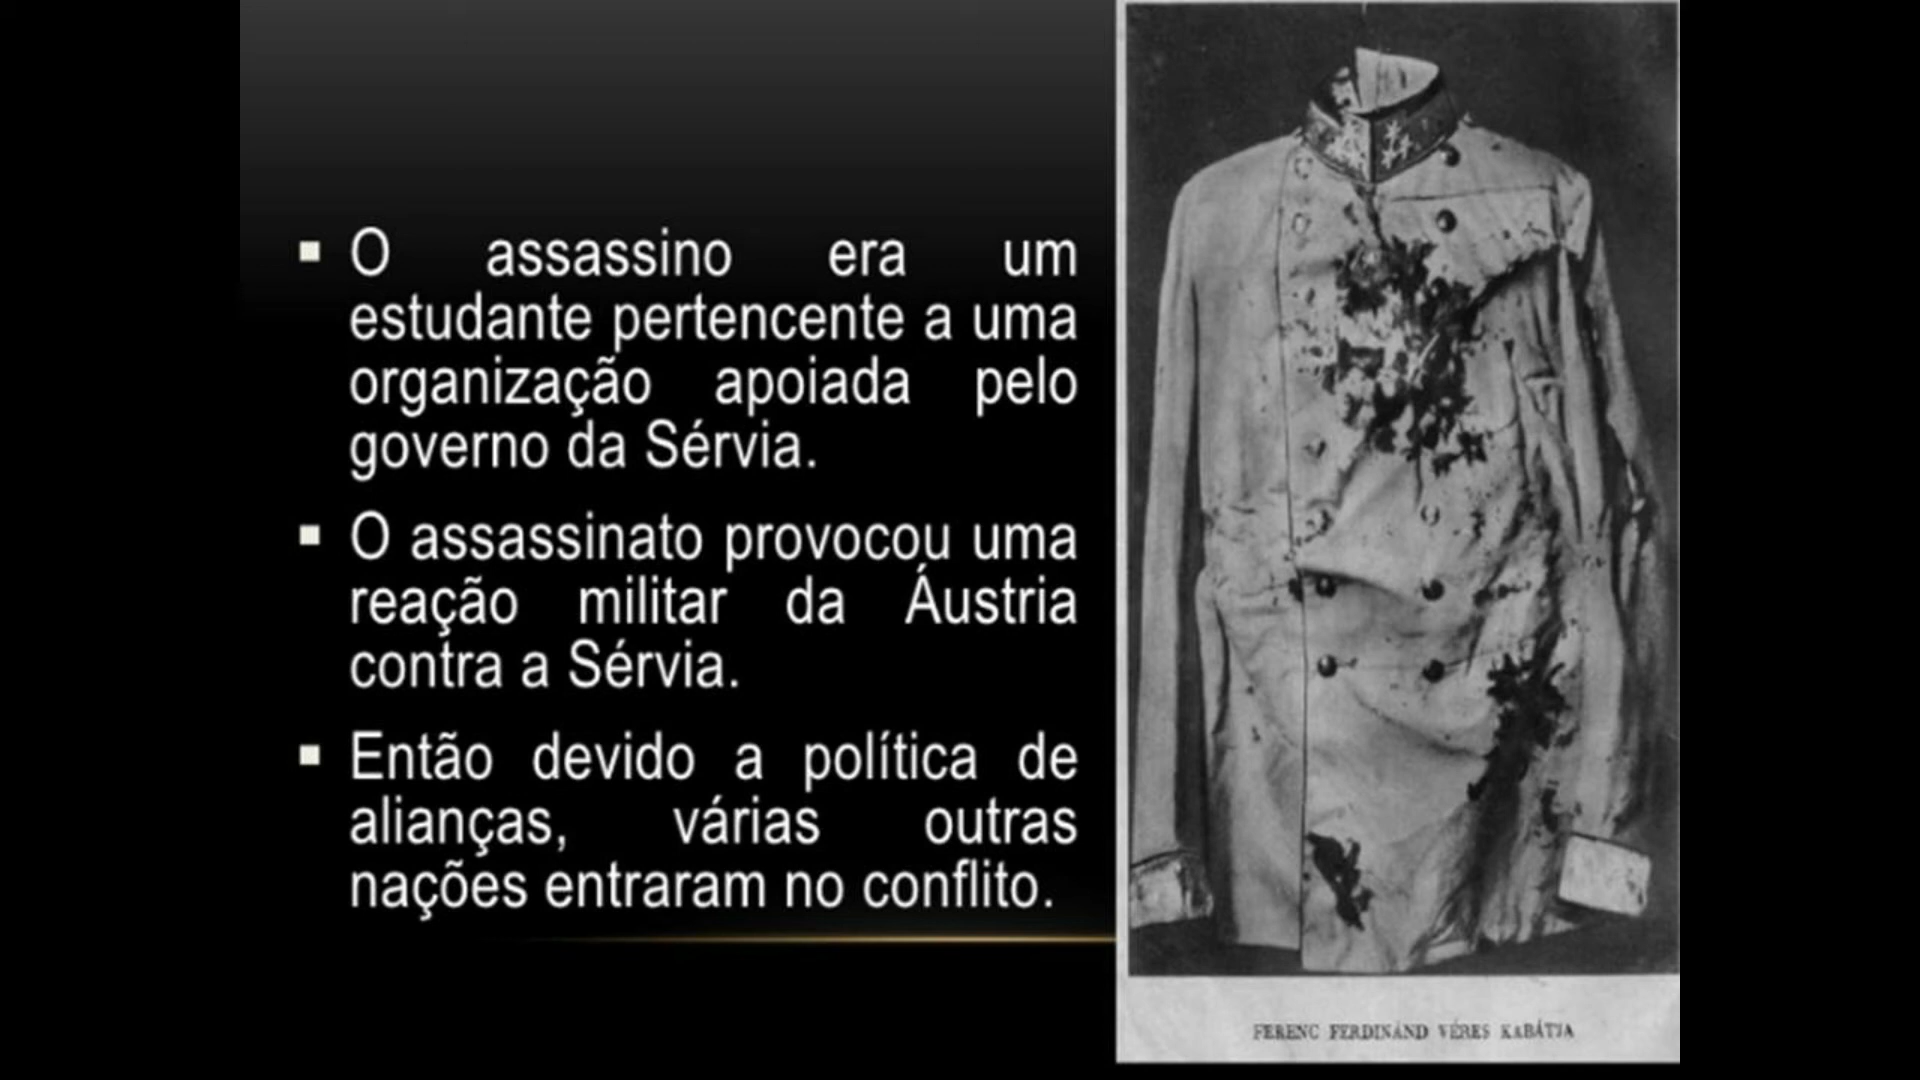 O assassino era um
estudante pertencente a uma
organização apoiada pelo
governo da Sérvia.
O assassinato provocou uma
reação militar da Áustria
contra a Sérvia.
Então devido a política de
alianças, várias outras
nações entraram no conflito.
FERENC FERDINÁND VÉRES KABÁTJA